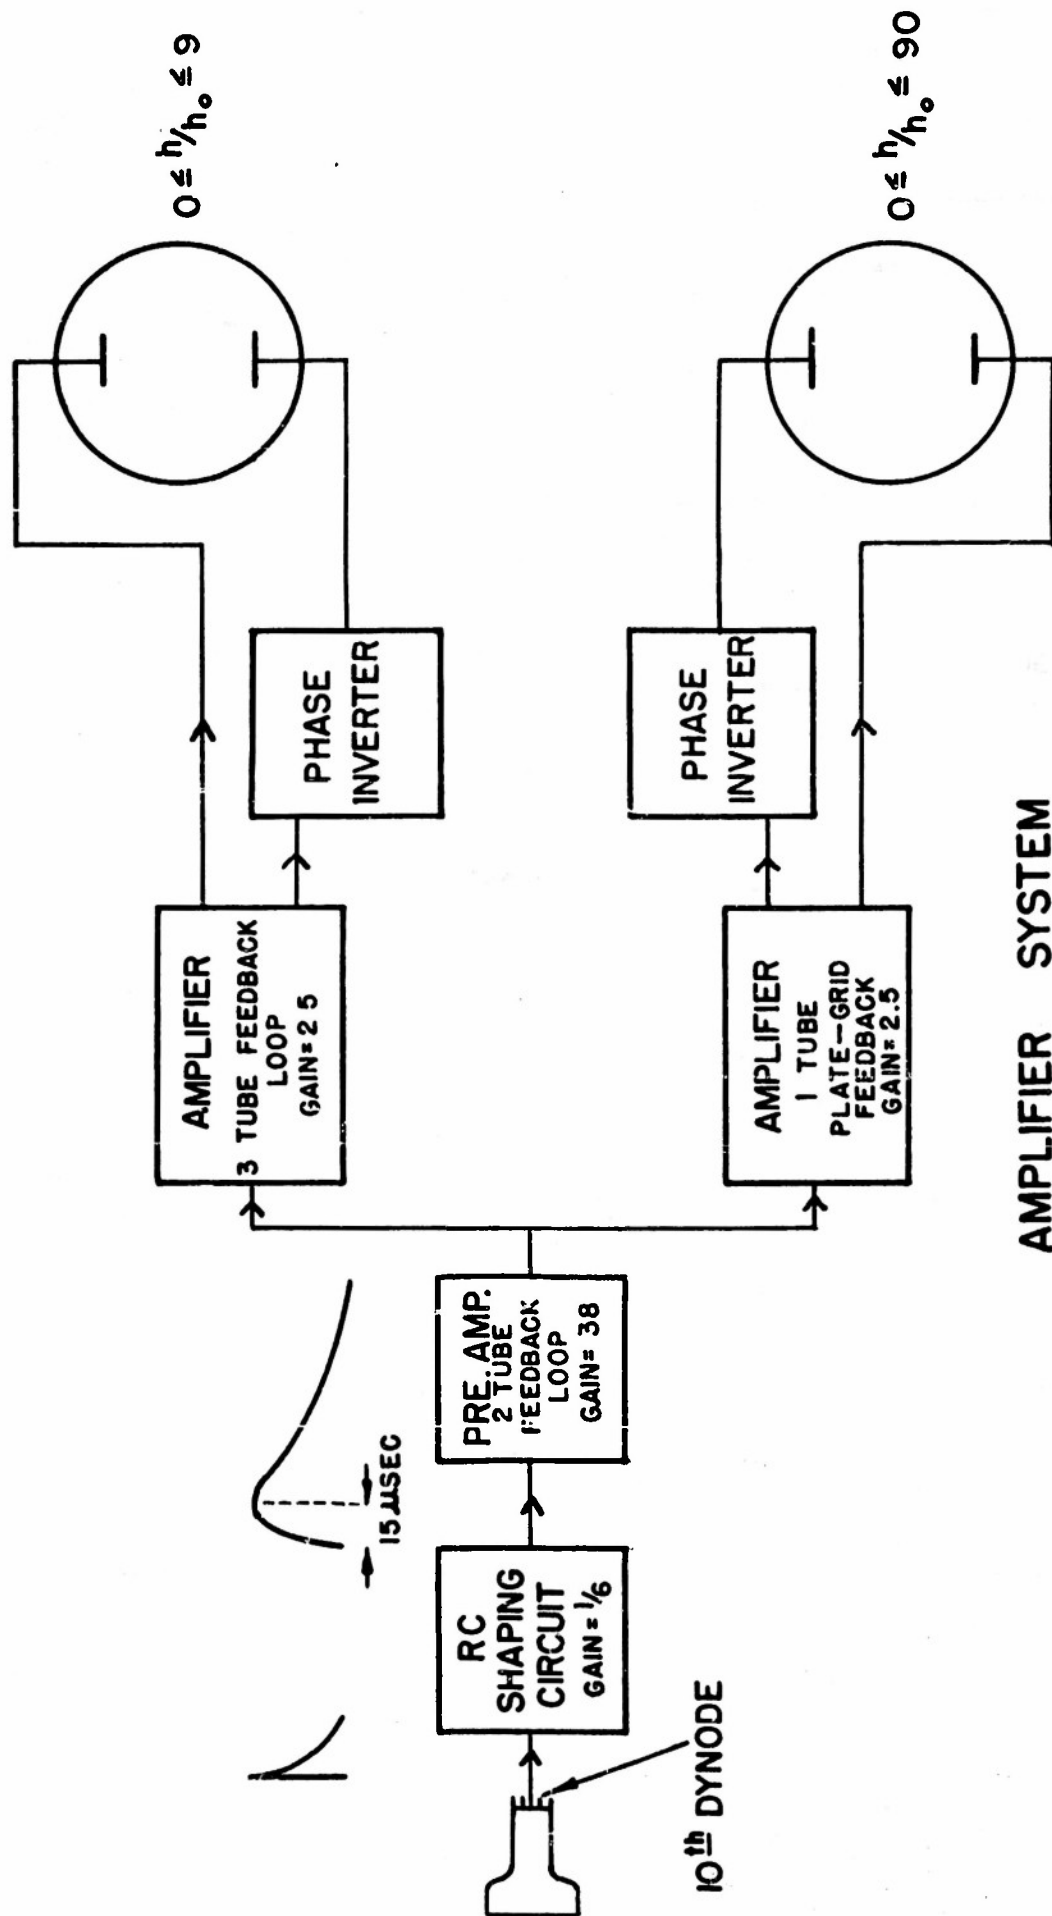 10th DYNODE
RC
SHAPING
CIRCUIT
GAIN = 1/6
15 μSEC
PRE. AMP.
2 TUBE
FEEDBACK
LOOP
GAIN = 38
AMPLIFIER
3 TUBE FEEDBACK
LOOP
GAIN = 25
PHASE
INVERTER
0 ≤ h/h₀ ≤ 9
AMPLIFIER
1 TUBE
PLATE-GRID
FEEDBACK
GAIN = 2.5
PHASE
INVERTER
0 ≤ h/h₀ ≤ 90
AMPLIFIER SYSTEM